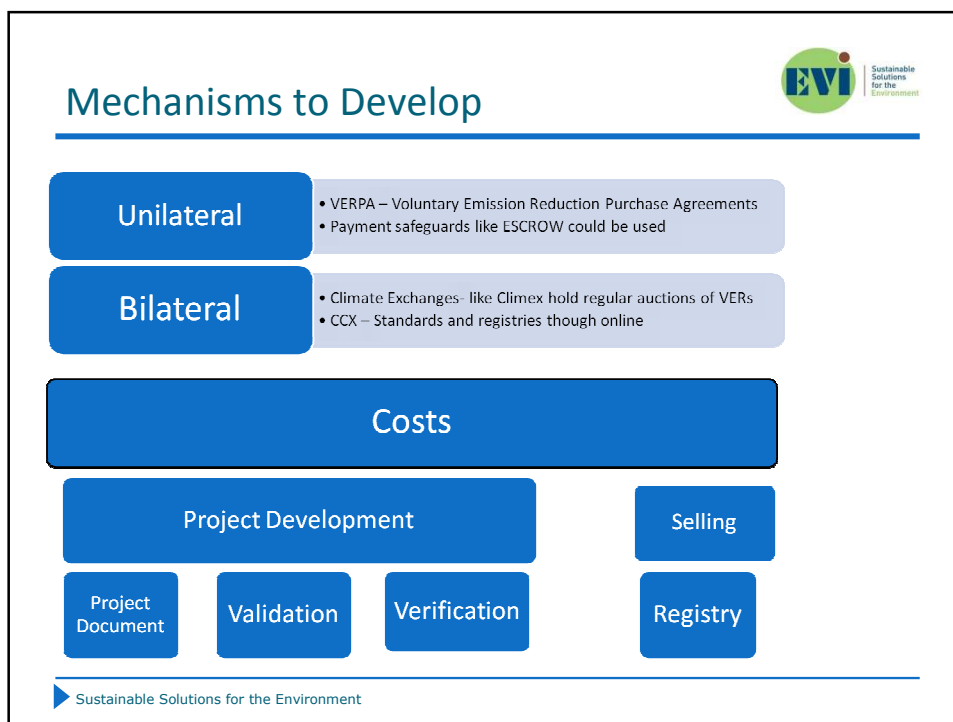 Mechanisms to Develop
EVi
Sustainable
Solutions
for the
Environment
Unilateral
• VERPA – Voluntary Emission Reduction Purchase Agreements
• Payment safeguards like ESCROW could be used
Bilateral
• Climate Exchanges- like Climex hold regular auctions of VERs
• CCX – Standards and registries though online
Costs
Project Development
Selling
Project
Document
Validation
Verification
Registry
Sustainable Solutions for the Environment